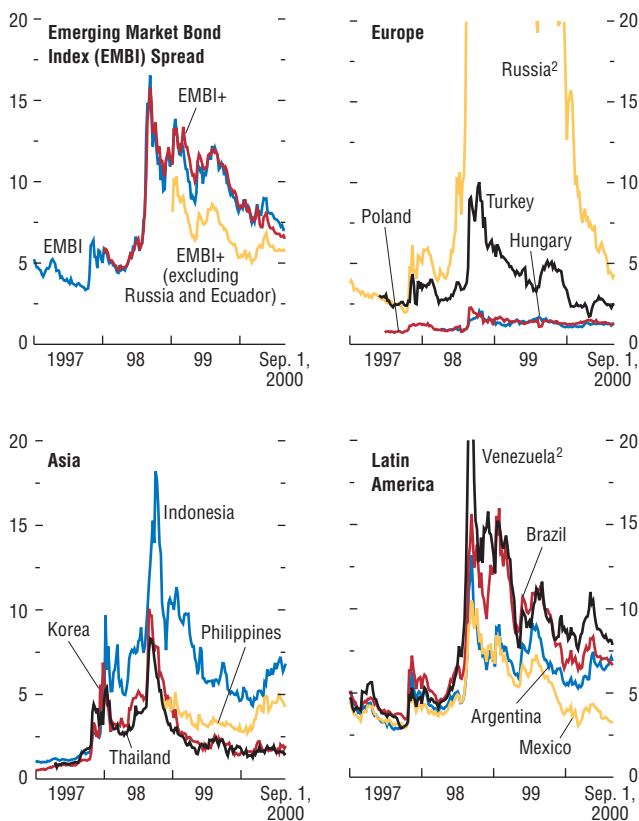 Emerging Market Bond
Index (EMBI) Spread
20
15
10
5
0
EMBI+
EMBI
EMBI+
(excluding
Russia and Ecuador)
1997
98
99
Sep. 1,
2000
Europe
20
15
10
5
0
Russia²
Turkey
Poland
Hungary
1997
98
99
Sep. 1,
2000
Asia
20
15
10
5
0
Indonesia
Korea
Philippines
Thailand
1997
98
99
Sep. 1,
2000
Latin
America
20
15
10
5
0
Venezuela²
Brazil
Argentina
Mexico
1997
98
99
Sep. 1,
2000